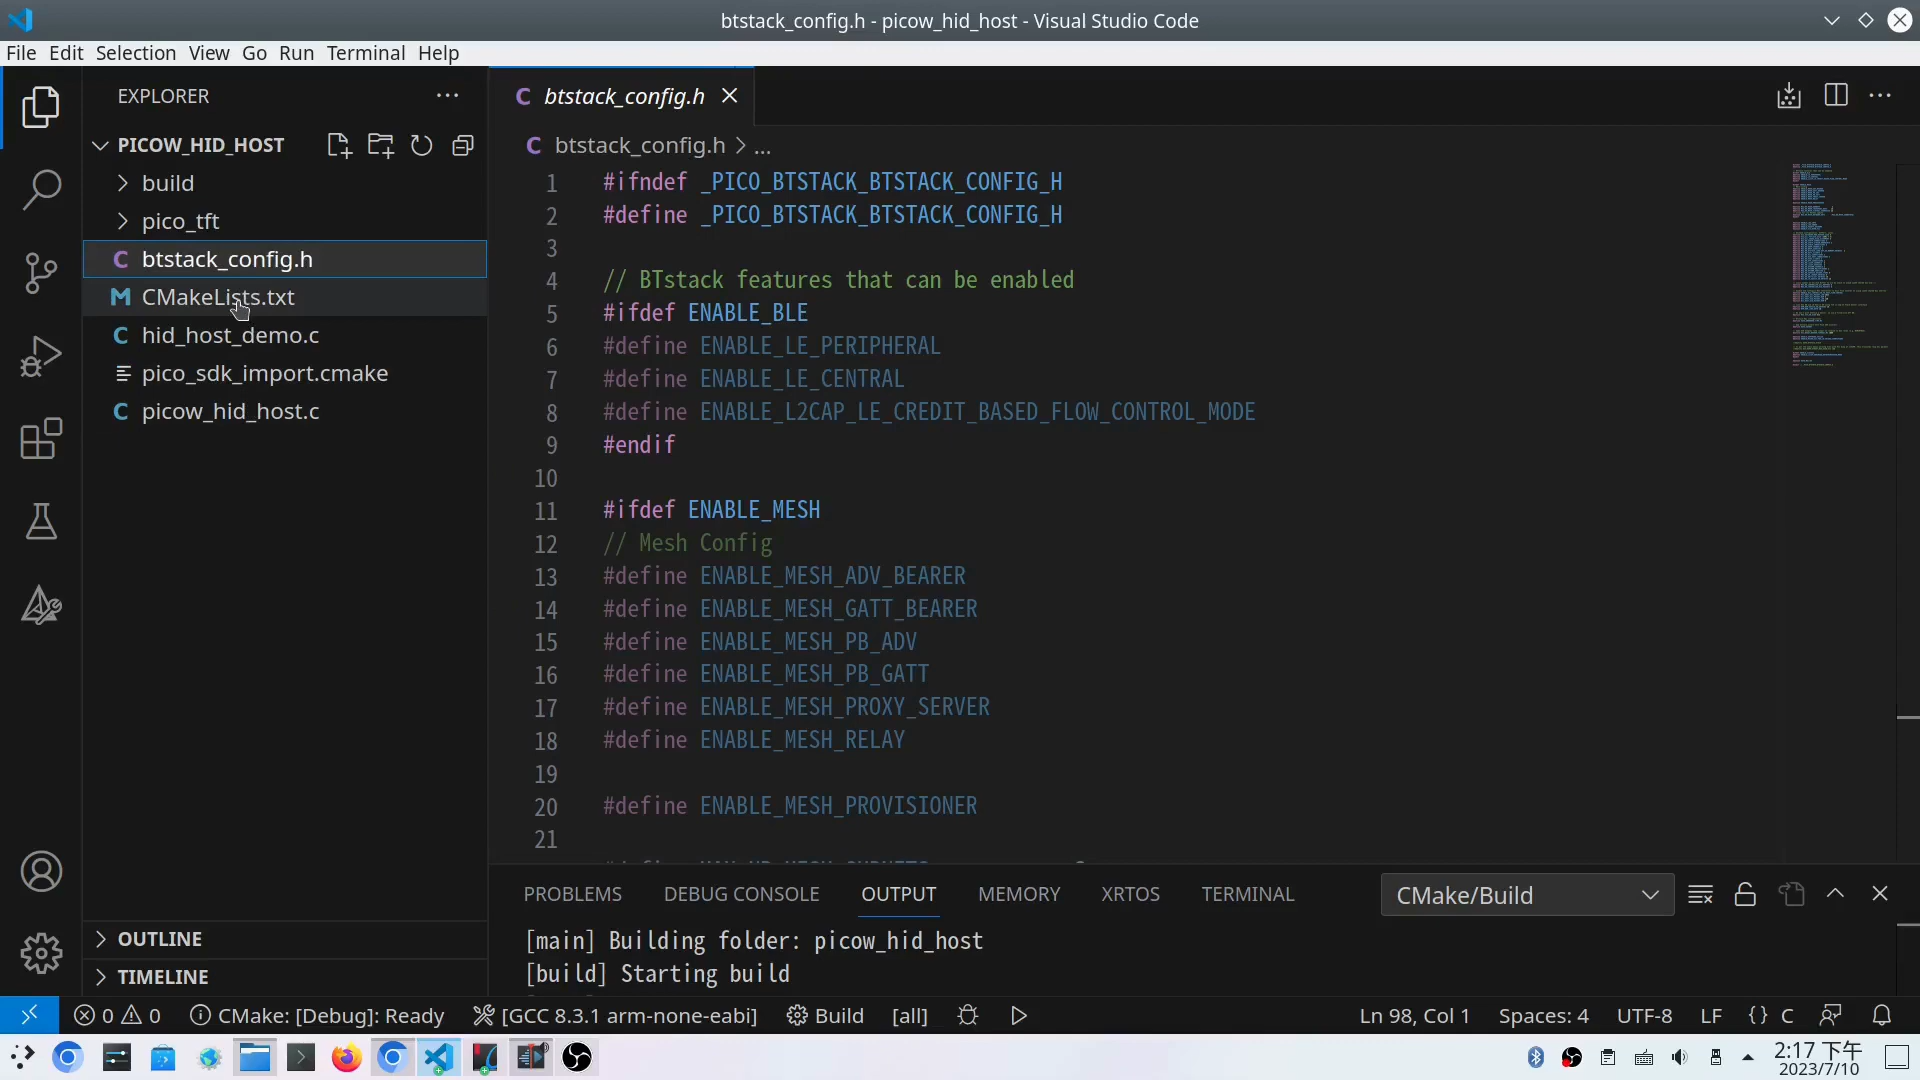 btstack_config.h - picow_hid_host - Visual Studio Code
File Edit Selection View Go Run Terminal Help
EXPLORER
PICOW_HID_HOST
build
pico_tft
btstack_config.h
CMakeLists.txt
hid_host_demo.c
pico_sdk_import.cmake
picow_hid_host.c
OUTLINE
TIMELINE
btstack_config.h
btstack_config.h > ...
1 #ifndef _PICO_BTSTACK_BTSTACK_CONFIG_H
2 #define _PICO_BTSTACK_BTSTACK_CONFIG_H
3
4 // BTstack features that can be enabled
5 #ifdef ENABLE_BLE
6 #define ENABLE_LE_PERIPHERAL
7 #define ENABLE_LE_CENTRAL
8 #define ENABLE_L2CAP_LE_CREDIT_BASED_FLOW_CONTROL_MODE
9 #endif
10
11 #ifdef ENABLE_MESH
12 // Mesh Config
13 #define ENABLE_MESH_ADV_BEARER
14 #define ENABLE_MESH_GATT_BEARER
15 #define ENABLE_MESH_PB_ADV
16 #define ENABLE_MESH_PB_GATT
17 #define ENABLE_MESH_PROXY_SERVER
18 #define ENABLE_MESH_RELAY
19
20 #define ENABLE_MESH_PROVISIONER
21
PROBLEMS DEBUG CONSOLE OUTPUT MEMORY XRTOS TERMINAL CMake/Build
[main] Building folder: picow_hid_host
[build] Starting build
0 0 CMake: [Debug]: Ready [GCC 8.3.1 arm-none-eabi] Build [all] Ln 98, Col 1 Spaces: 4 UTF-8 LF {} C
2:17 下午
2023/7/10